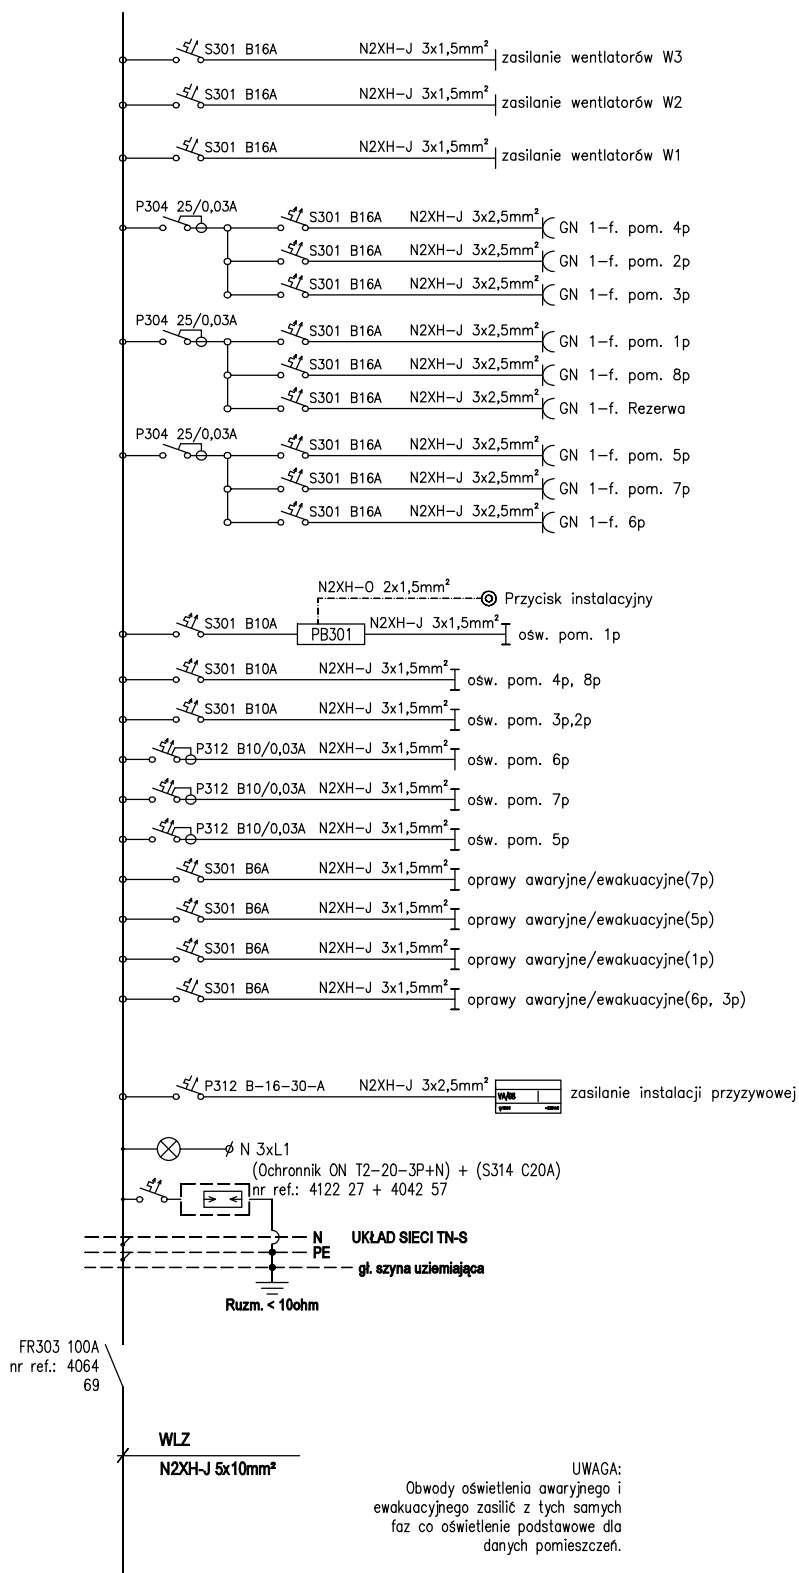 S301 B16A N2XH-J 3x1,5mm² zasilanie wentlatorów W3
S301 B16A N2XH-J 3x1,5mm² zasilanie wentlatorów W2
S301 B16A N2XH-J 3x1,5mm² zasilanie wentlatorów W1
P304 25/0,03A S301 B16A N2XH-J 3x2,5mm² GN 1-f. pom. 4p
S301 B16A N2XH-J 3x2,5mm² GN 1-f. pom. 2p
S301 B16A N2XH-J 3x2,5mm² GN 1-f. pom. 3p
P304 25/0,03A S301 B16A N2XH-J 3x2,5mm² GN 1-f. pom. 1p
S301 B16A N2XH-J 3x2,5mm² GN 1-f. pom. 8p
S301 B16A N2XH-J 3x2,5mm² GN 1-f. Rezerwa
P304 25/0,03A S301 B16A N2XH-J 3x2,5mm² GN 1-f. pom. 5p
S301 B16A N2XH-J 3x2,5mm² GN 1-f. pom. 7p
S301 B16A N2XH-J 3x2,5mm² GN 1-f. 6p
N2XH-O 2x1,5mm² Przycisk instalacyjny
S301 B10A PB301 N2XH-J 3x1,5mm² ośw. pom. 1p
S301 B10A N2XH-J 3x1,5mm² ośw. pom. 4p, 8p
S301 B10A N2XH-J 3x1,5mm² ośw. pom. 3p,2p
P312 B10/0,03A N2XH-J 3x1,5mm² ośw. pom. 6p
P312 B10/0,03A N2XH-J 3x1,5mm² ośw. pom. 7p
P312 B10/0,03A N2XH-J 3x1,5mm² ośw. pom. 5p
S301 B6A N2XH-J 3x1,5mm² oprawy awaryjne/ewakuacyjne(7p)
S301 B6A N2XH-J 3x1,5mm² oprawy awaryjne/ewakuacyjne(5p)
S301 B6A N2XH-J 3x1,5mm² oprawy awaryjne/ewakuacyjne(1p)
S301 B6A N2XH-J 3x1,5mm² oprawy awaryjne/ewakuacyjne(6p, 3p)
P312 B-16-30-A N2XH-J 3x2,5mm² zasilanie instalacji przyzywowej
N 3xL1
(Ochronnik ON T2-20-3P+N) + (S314 C20A)
nr ref.: 4122 27 + 4042 57
N UKŁAD SIECI TN-S
PE
gł. szyna uziemiająca
Ruzm. < 10ohm
FR303 100A
nr ref.: 4064
69
WLZ
N2XH-J 5x10mm²
UWAGA:
Obwody oświetlenia awaryjnego i
ewakuacyjnego zasilić z tych samych
faz co oświetlenie podstawowe dla
danych pomieszczeń.